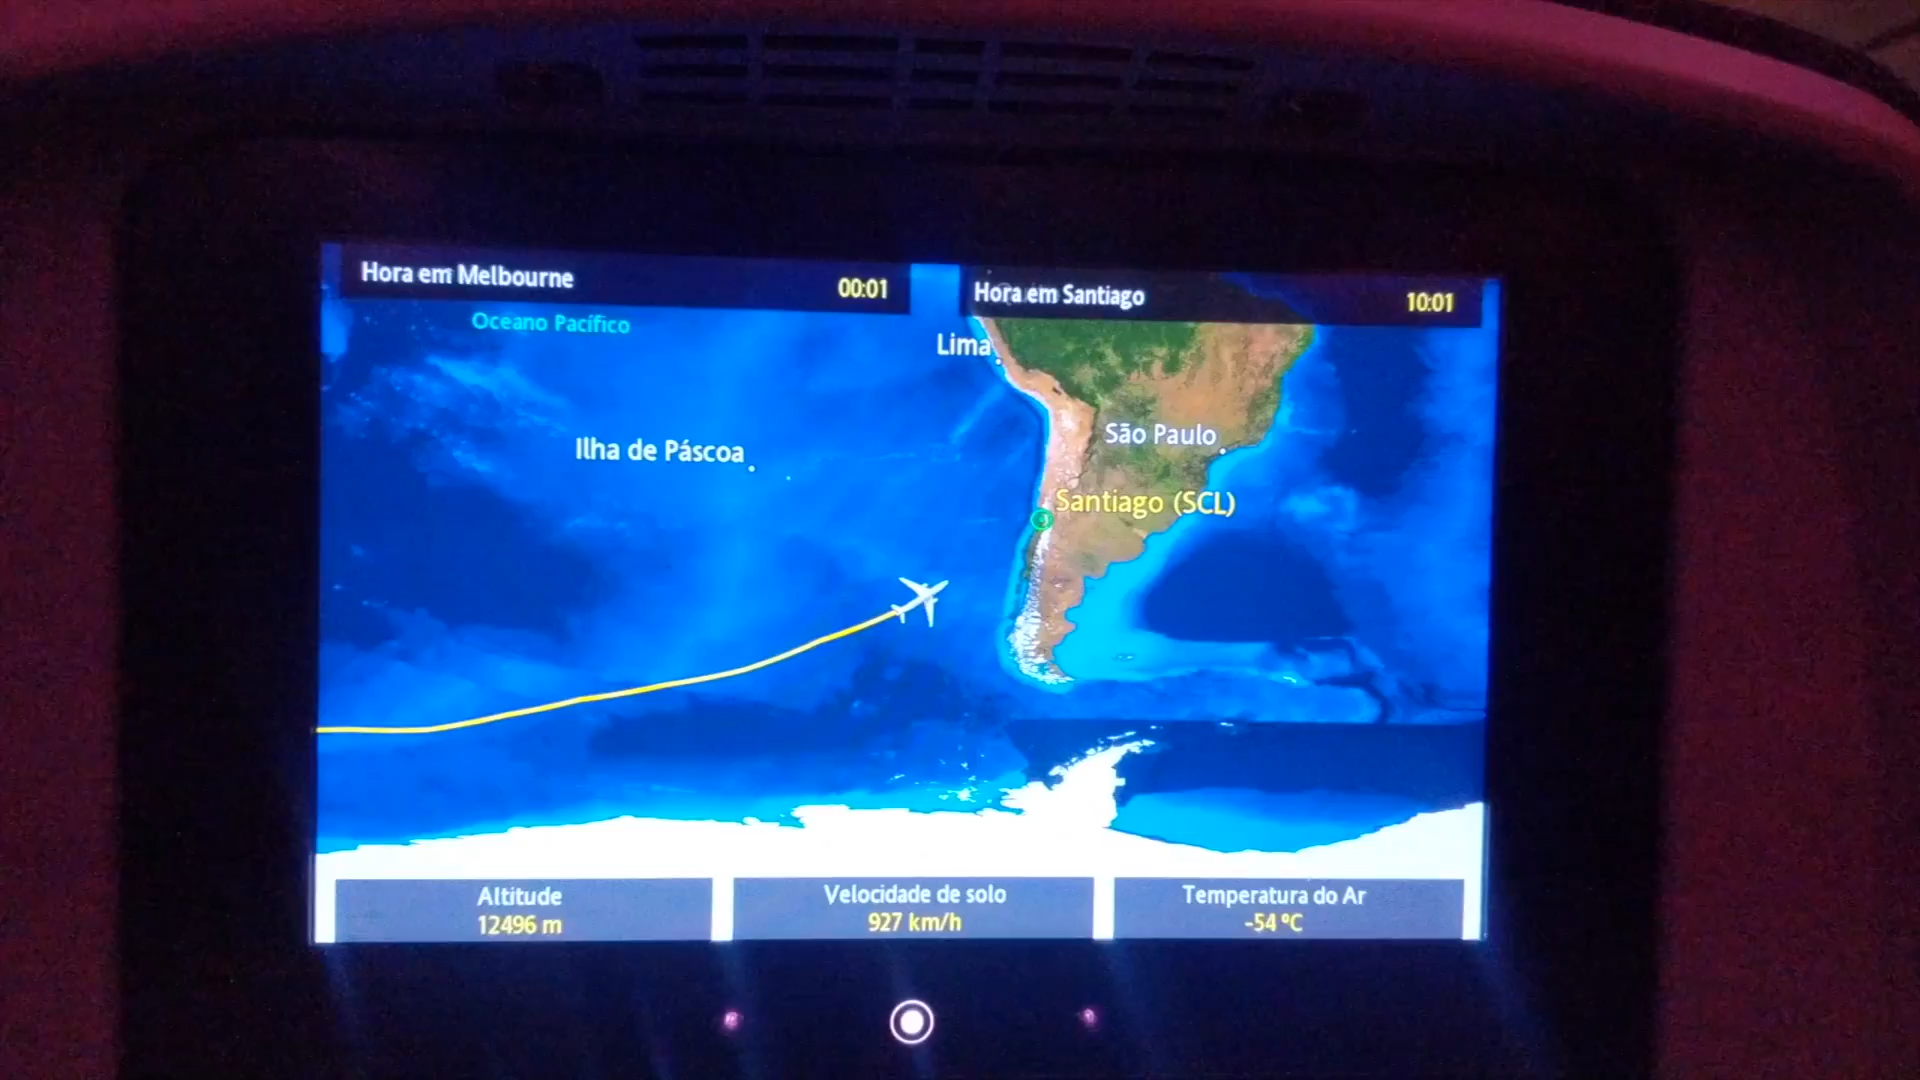 Hora em Melbourne 00:01
Hora em Santiago 10:01
Oceano Pacífico
Lima
Ilha de Páscoa
São Paulo
Santiago (SCL)
Altitude
12496 m
Velocidade de solo
927 km/h
Temperatura do Ar
-54 ºC